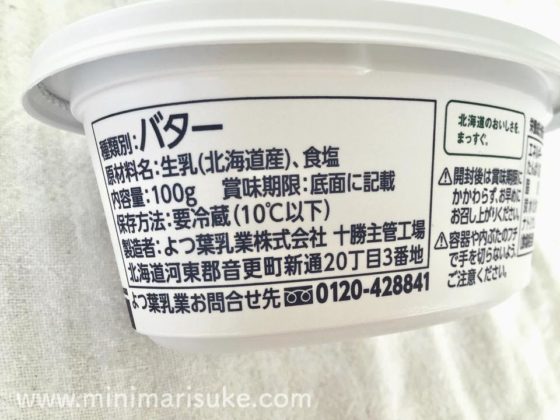 種類別:バター
原材料名:生乳(北海道産)、食塩
内容量:100g 賞味期限:底面に記載
保存方法:要冷蔵(10℃以下)
製造者:よつ葉乳業株式会社 十勝主管工場
北海道河東郡音更町新通20丁目3番地
よつ葉乳業お問合せ先 0120-428841
北海道のおいしさを、
まっすぐ。
⚠開封後は賞味期限に
かかわらず、お早めに
お召し上がりください。
⚠容器や内ぶたのフチ
で手を切らないよう、
ご注意ください。
www.minimarisuke.com